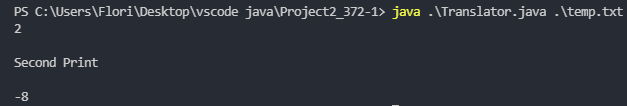 PS C:\Users\Flori\Desktop\vscode java\Project2_372-1> java .\Translator.java .\temp.txt
2
Second Print
-8